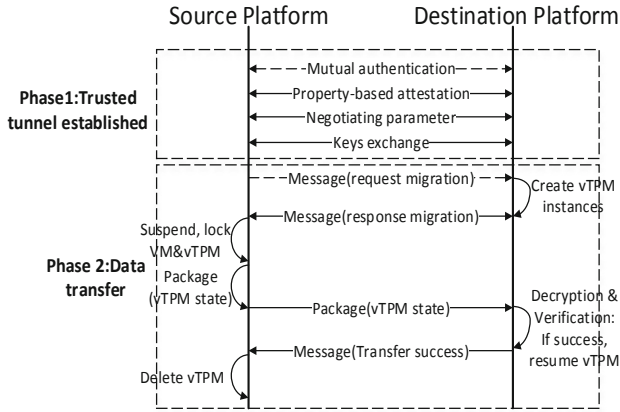 Source Platform
Destination Platform
Phase1:Trusted
tunnel established
Mutual authentication
Property-based attestation
Negotiating parameter
Keys exchange
Phase 2:Data
transfer
Message(request migration)
Create vTPM
instances
Message(response migration)
Suspend, lock
VM&vTPM
Package
(vTPM state)
Package(vTPM state)
Decryption &
Verification:
If success,
resume vTPM
Message(Transfer success)
Delete vTPM